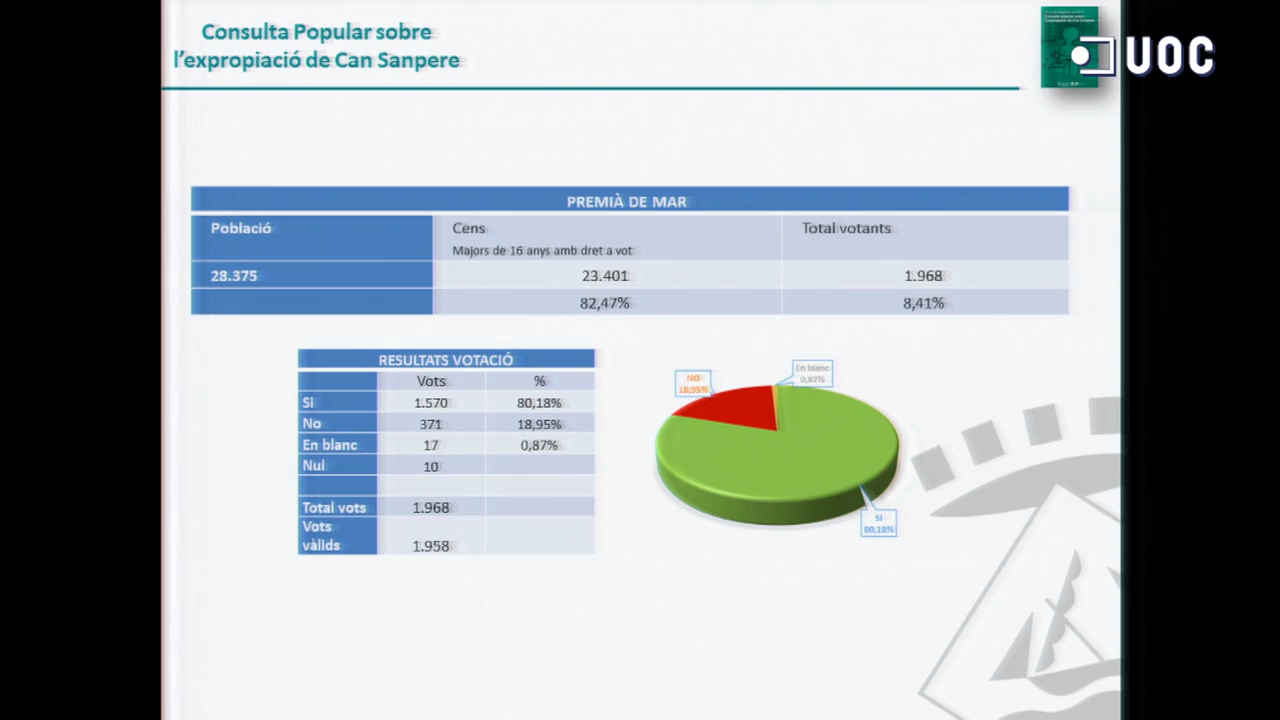 Consulta Popular sobre
l'expropiació de Can Sanpere
UOC
PREMIÀ DE MAR
Població Cens Total votants
Majors de 16 anys amb dret a vot
28.375 23.401 1.968
82,47% 8,41%
RESULTATS VOTACIÓ
Vots %
Si 1.570 80,18%
No 371 18,95%
En blanc 17 0,87%
Nul 10
Total vots 1.968
Vots
vàlids 1.958
NO
18,95%
En blanc
0,87%
SI
80,18%